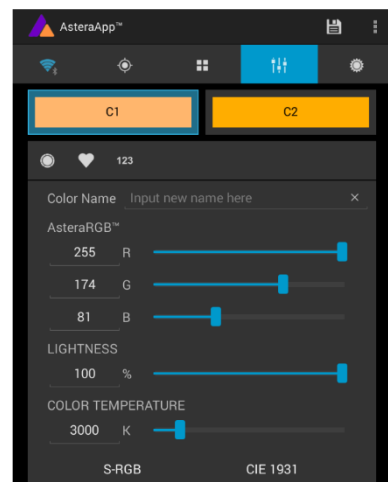 AsteraApp™
C1 C2
123
Color Name Input new name here ×
AsteraRGB™
255 R
174 G
81 B
LIGHTNESS
100 %
COLOR TEMPERATURE
3000 K
S-RGB CIE 1931